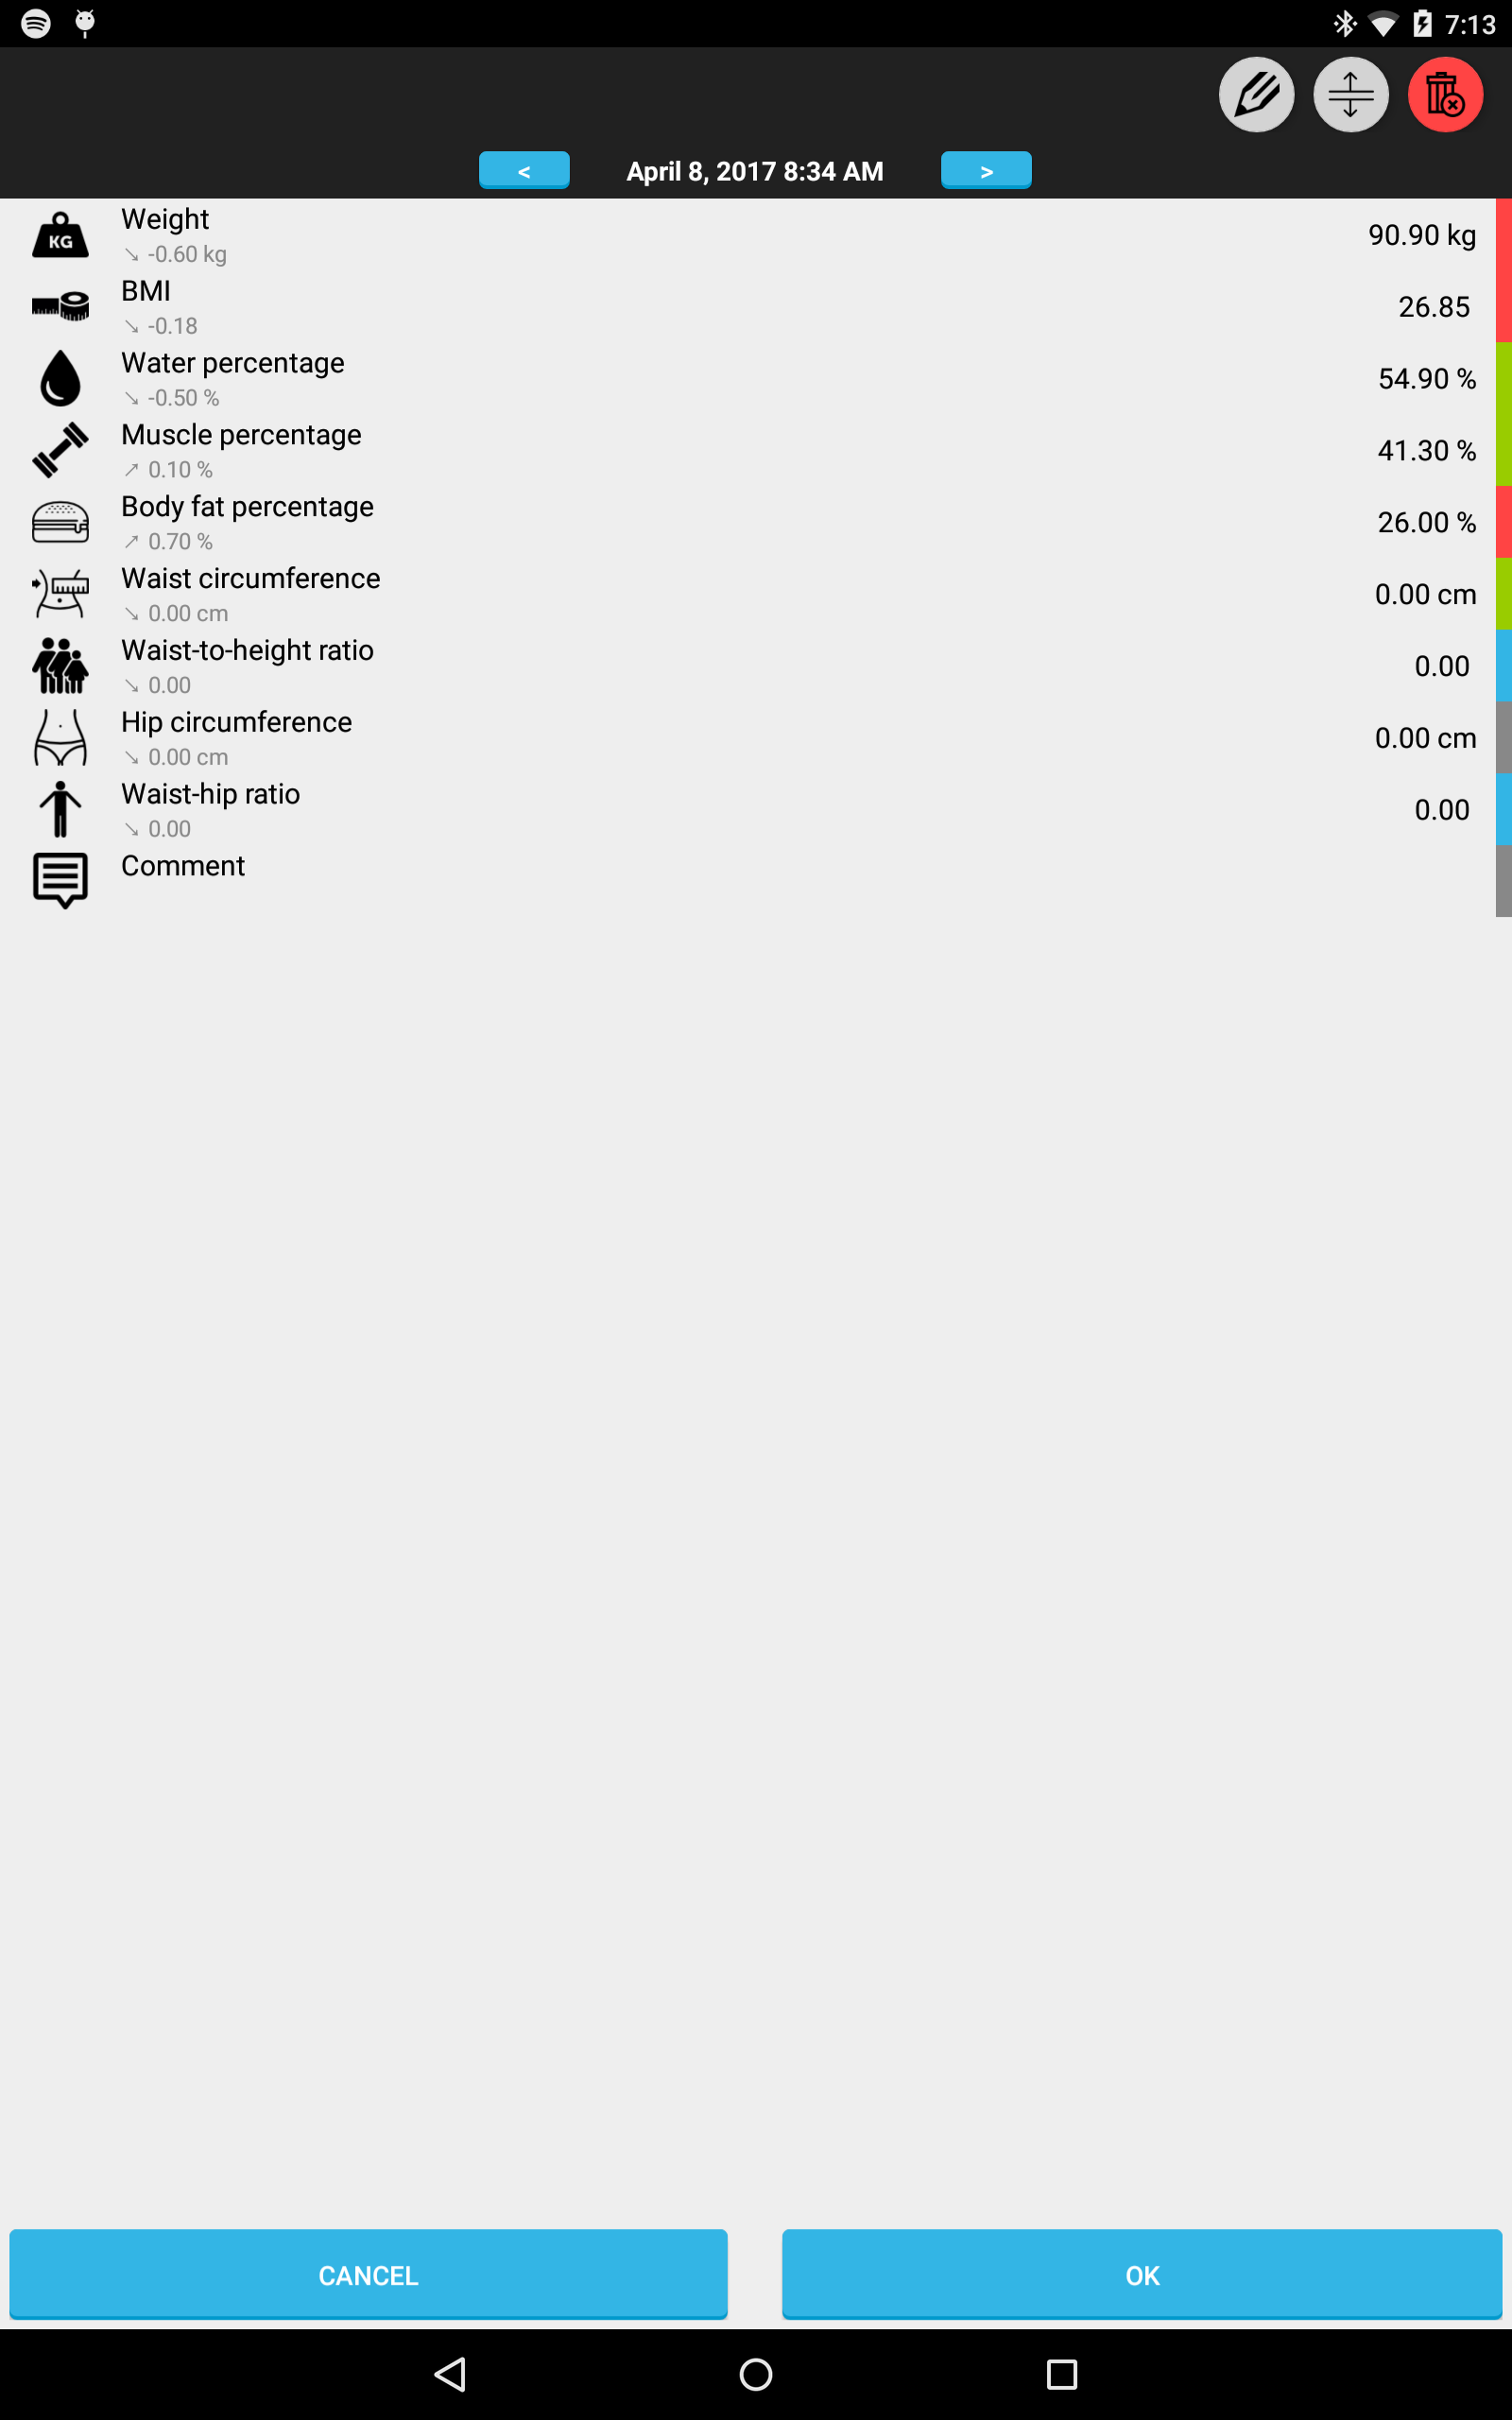 7:13
< April 8, 2017 8:34 AM >
KG
Weight
↘ -0.60 kg
90.90 kg
BMI
↘ -0.18
26.85
Water percentage
↘ -0.50 %
54.90 %
Muscle percentage
↗ 0.10 %
41.30 %
Body fat percentage
↗ 0.70 %
26.00 %
Waist circumference
↘ 0.00 cm
0.00 cm
Waist-to-height ratio
↘ 0.00
0.00
Hip circumference
↘ 0.00 cm
0.00 cm
Waist-hip ratio
↘ 0.00
0.00
Comment
CANCEL
OK